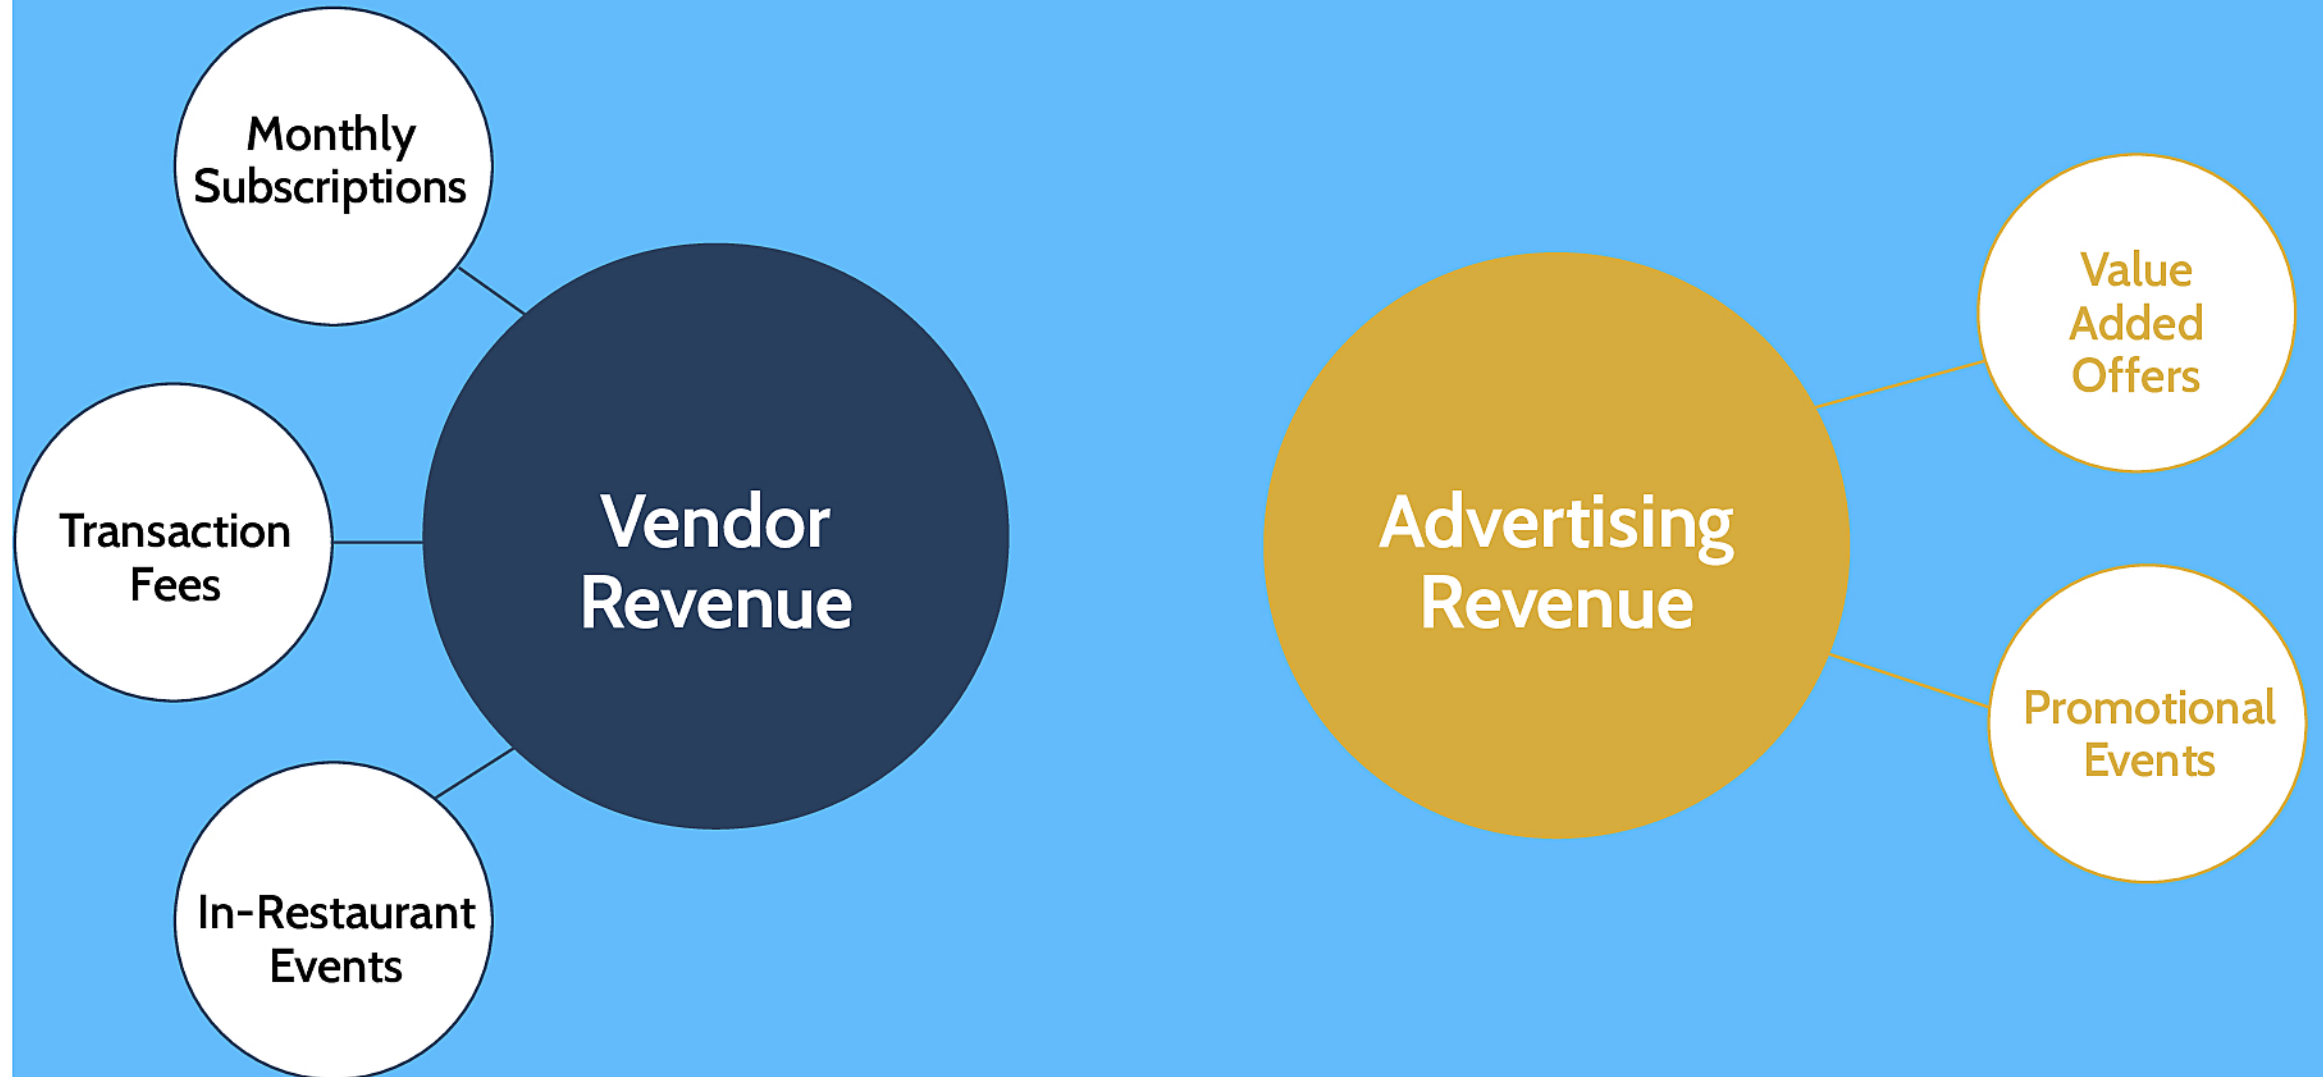 Monthly
Subscriptions
Transaction
Fees
In-Restaurant
Events
Vendor
Revenue
Advertising
Revenue
Value
Added
Offers
Promotional
Events